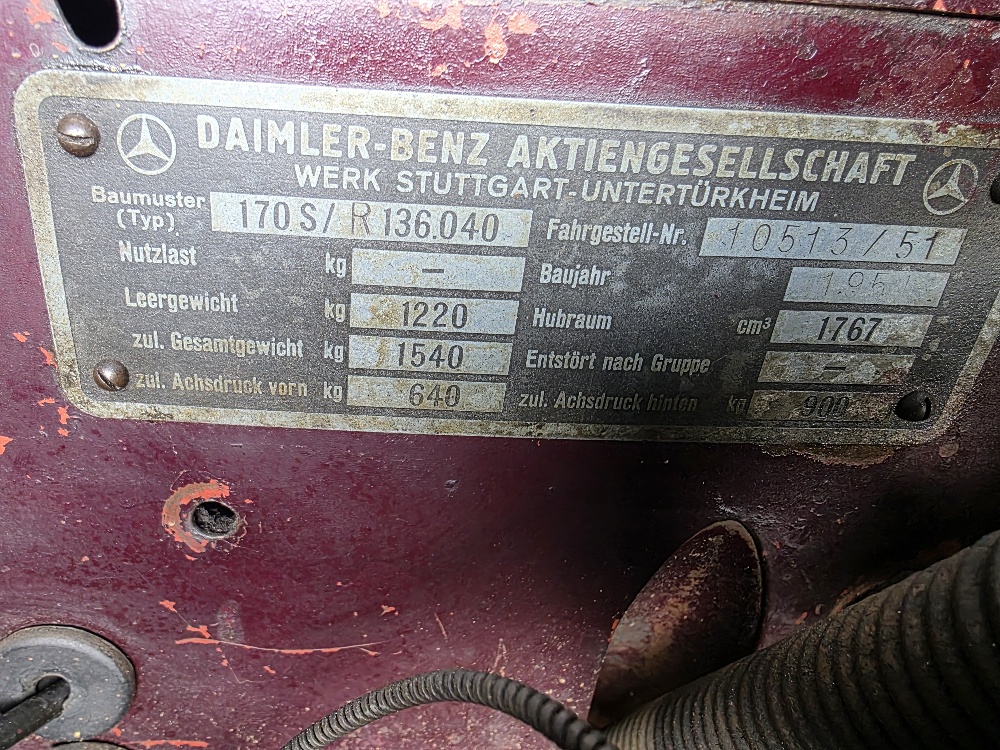 DAIMLER-BENZ AKTIENGESELLSCHAFT
WERK STUTTGART-UNTERTÜRKHEIM
Baumuster (Typ) 170 S/ R 136.040 Fahrgestell-Nr. 10513/51
Nutzlast kg – Baujahr
Leergewicht kg 1220 Hubraum cm³ 1767
zul. Gesamtgewicht kg 1540 Entstört nach Gruppe –
zul. Achsdruck vorn kg 640 zul. Achsdruck hinten kg 900